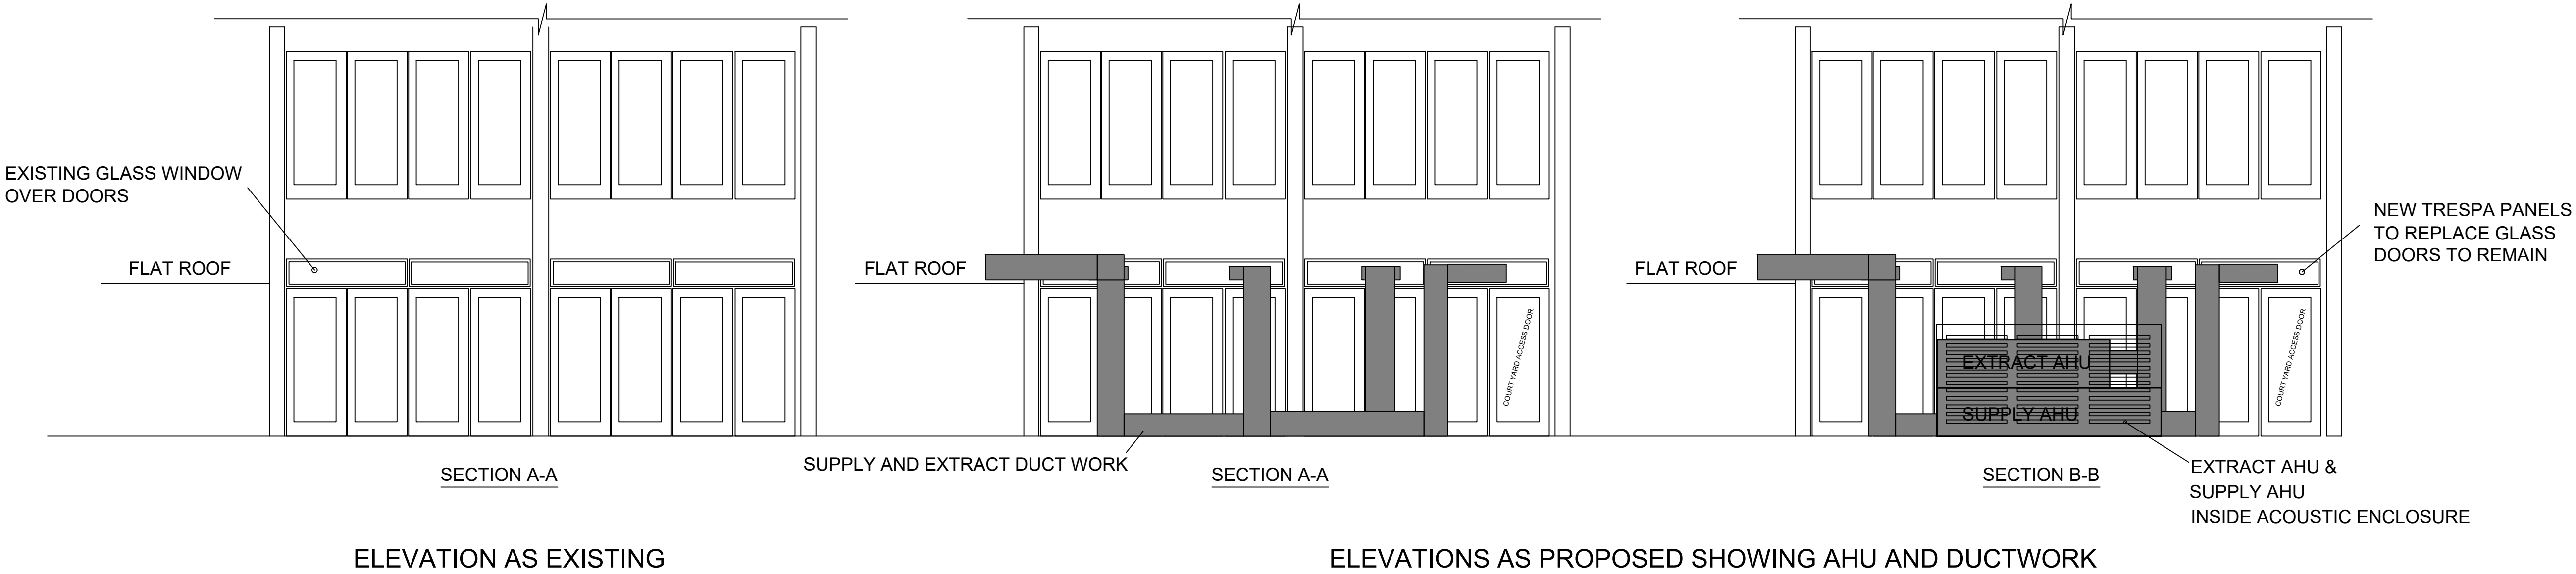 EXISTING GLASS WINDOW
OVER DOORS
FLAT ROOF
SECTION A-A
ELEVATION AS EXISTING
FLAT ROOF
COURT YARD ACCESS DOOR
SUPPLY AND EXTRACT DUCT WORK
SECTION A-A
FLAT ROOF
NEW TRESPA PANELS
TO REPLACE GLASS
DOORS TO REMAIN
COURT YARD ACCESS DOOR
EXTRACT AHU
SUPPLY AHU
SECTION B-B
EXTRACT AHU &
SUPPLY AHU
INSIDE ACOUSTIC ENCLOSURE
ELEVATIONS AS PROPOSED SHOWING AHU AND DUCTWORK